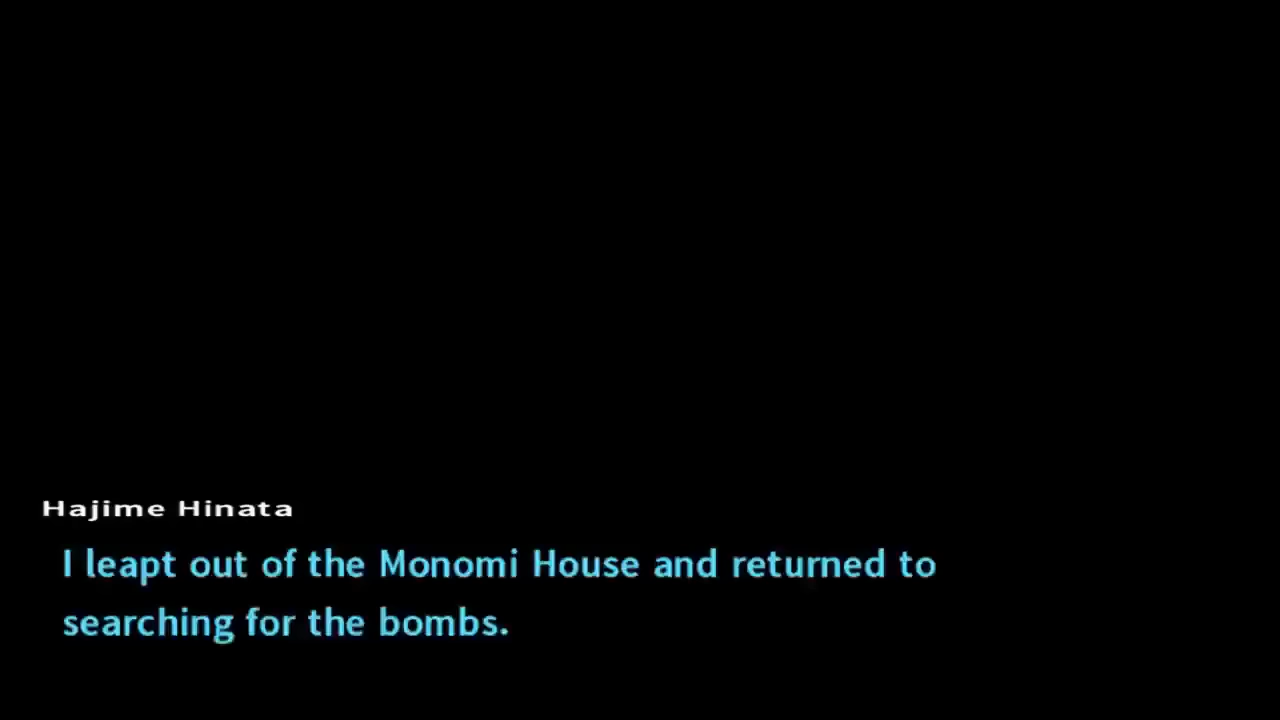 Hajime Hinata
I leapt out of the Monomi House and returned to
searching for the bombs.